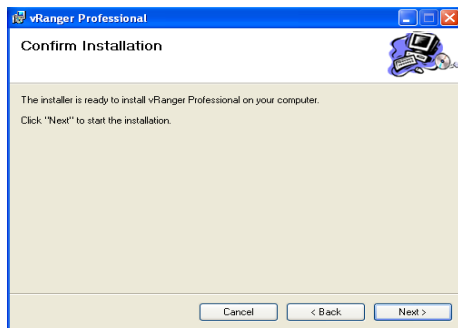 vRanger Professional
Confirm Installation
The installer is ready to install vRanger Professional on your computer.
Click "Next" to start the installation.
Cancel
< Back
Next >